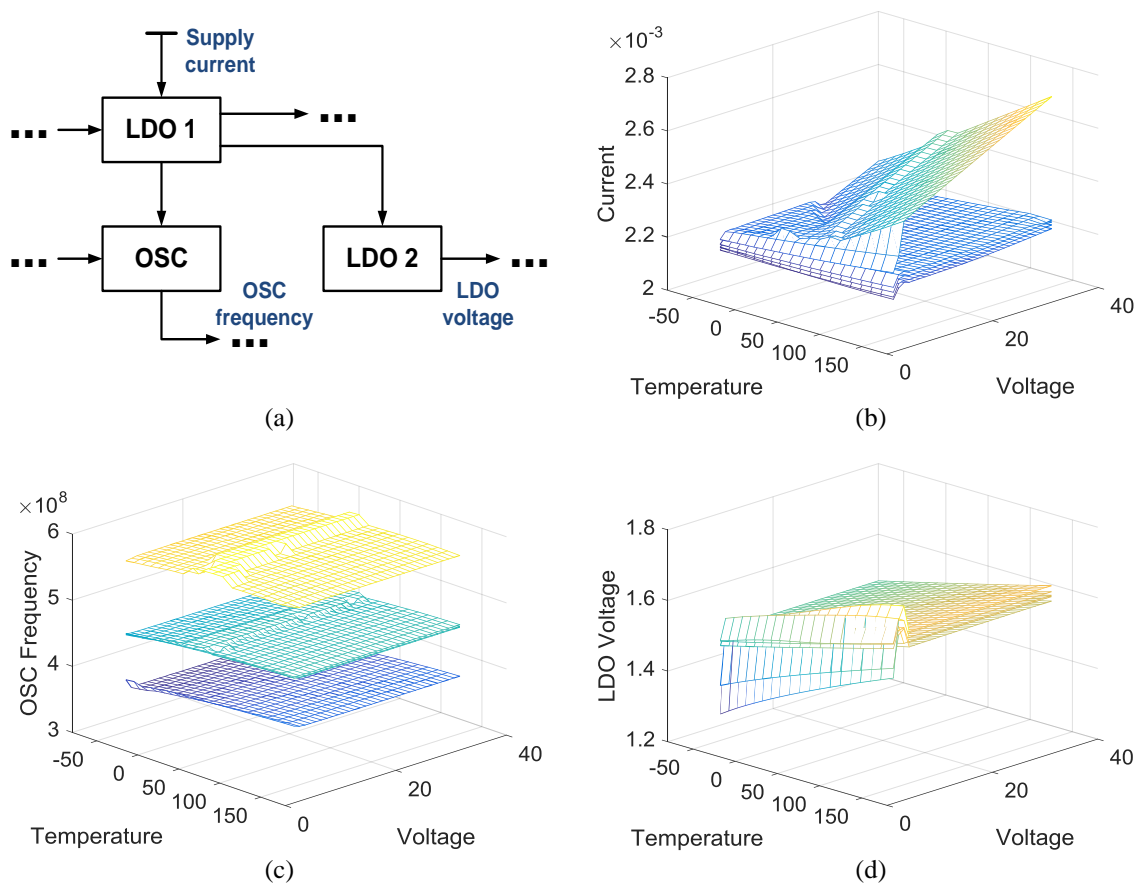 Supply
current
LDO 1
...
...
OSC
LDO 2
...
...
OSC
frequency
LDO
voltage
...
(a)
×10⁻³
2.8
2.6
2.4
2.2
2
Current
-50
0
50
100
150
0
20
40
Temperature
Voltage
(b)
×10⁸
6
5
4
3
OSC Frequency
-50
0
50
100
150
0
20
40
Temperature
Voltage
(c)
1.8
1.6
1.4
1.2
LDO Voltage
-50
0
50
100
150
0
20
40
Temperature
Voltage
(d)